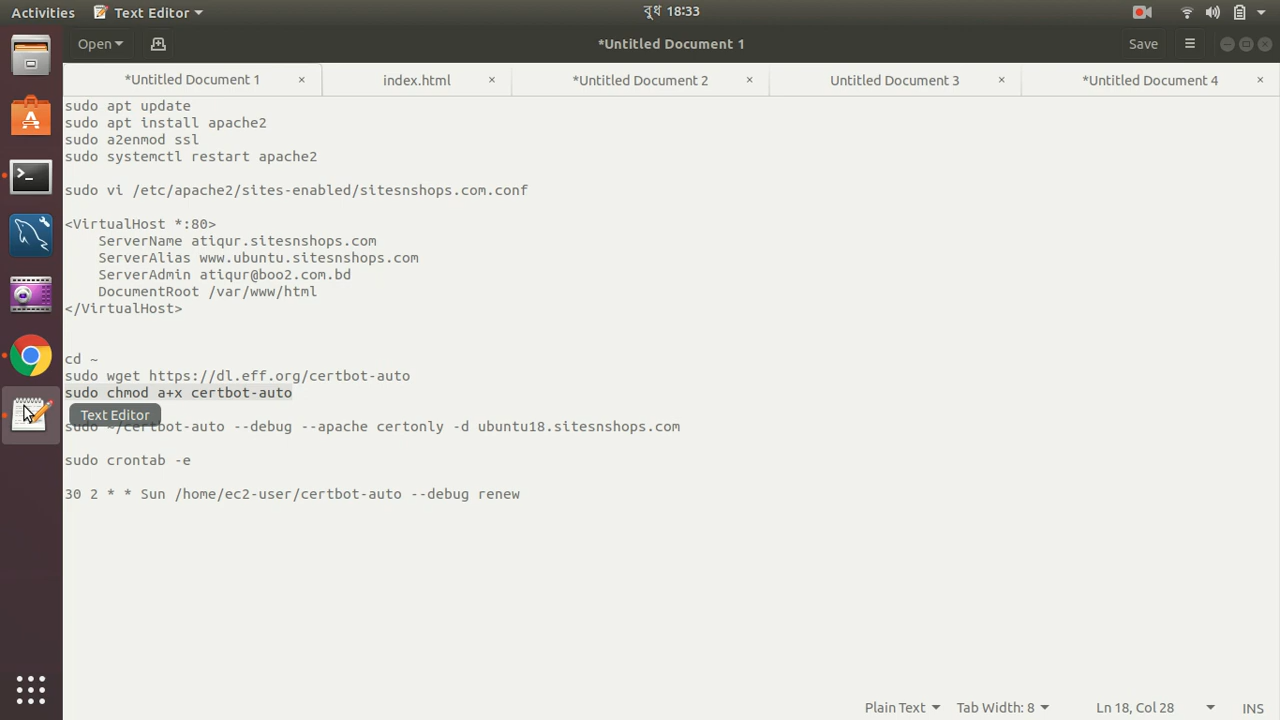 Activities
Text Editor
বুধ 18:33
Open
*Untitled Document 1
Save
*Untitled Document 1 ×
index.html ×
*Untitled Document 2 ×
Untitled Document 3 ×
*Untitled Document 4 ×
sudo apt update
sudo apt install apache2
sudo a2enmod ssl
sudo systemctl restart apache2
sudo vi /etc/apache2/sites-enabled/sitesnshops.com.conf
<VirtualHost *:80>
ServerName atiqur.sitesnshops.com
ServerAlias www.ubuntu.sitesnshops.com
ServerAdmin atiqur@boo2.com.bd
DocumentRoot /var/www/html
</VirtualHost>
cd ~
sudo wget https://dl.eff.org/certbot-auto
sudo chmod a+x certbot-auto
Text Editor
sudo ~/certbot-auto --debug --apache certonly -d ubuntu18.sitesnshops.com
sudo crontab -e
30 2 * * Sun /home/ec2-user/certbot-auto --debug renew
Plain Text
Tab Width: 8
Ln 18, Col 28
INS